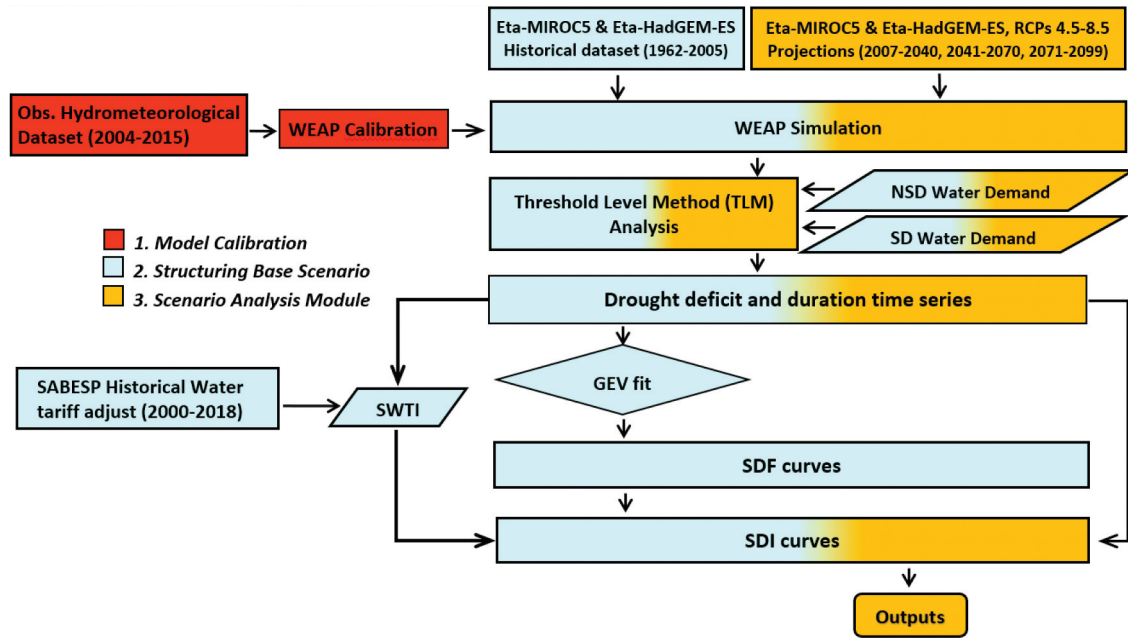 Eta-MIROC5 & Eta-HadGEM-ES
Historical dataset (1962-2005)
Eta-MIROC5 & Eta-HadGEM-ES, RCPs 4.5-8.5
Projections (2007-2040, 2041-2070, 2071-2099)
Obs. Hydrometeorological
Dataset (2004-2015)
WEAP Calibration
WEAP Simulation
Threshold Level Method (TLM)
Analysis
NSD Water Demand
SD Water Demand
1. Model Calibration
2. Structuring Base Scenario
3. Scenario Analysis Module
Drought deficit and duration time series
GEV fit
SABESP Historical Water
tariff adjust (2000-2018)
SWTI
SDF curves
SDI curves
Outputs